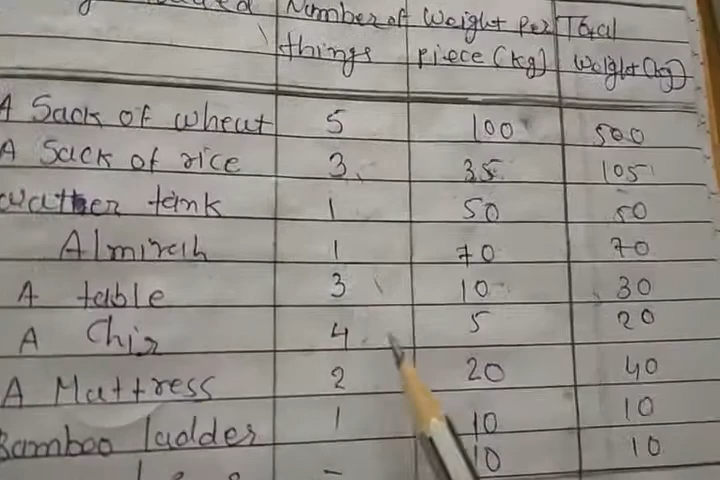 Number of Weight Per Total
things Piece (kg) Weight (kg)
A Sack of wheat 5 100 500
A Sack of rice 3 35 105
Watter tank 1 50 50
Almirah 1 70 70
A table 3 10 30
A Chir 4 5 20
A Mattress 2 20 40
Bamboo ladder 1 10 10
- 10 10